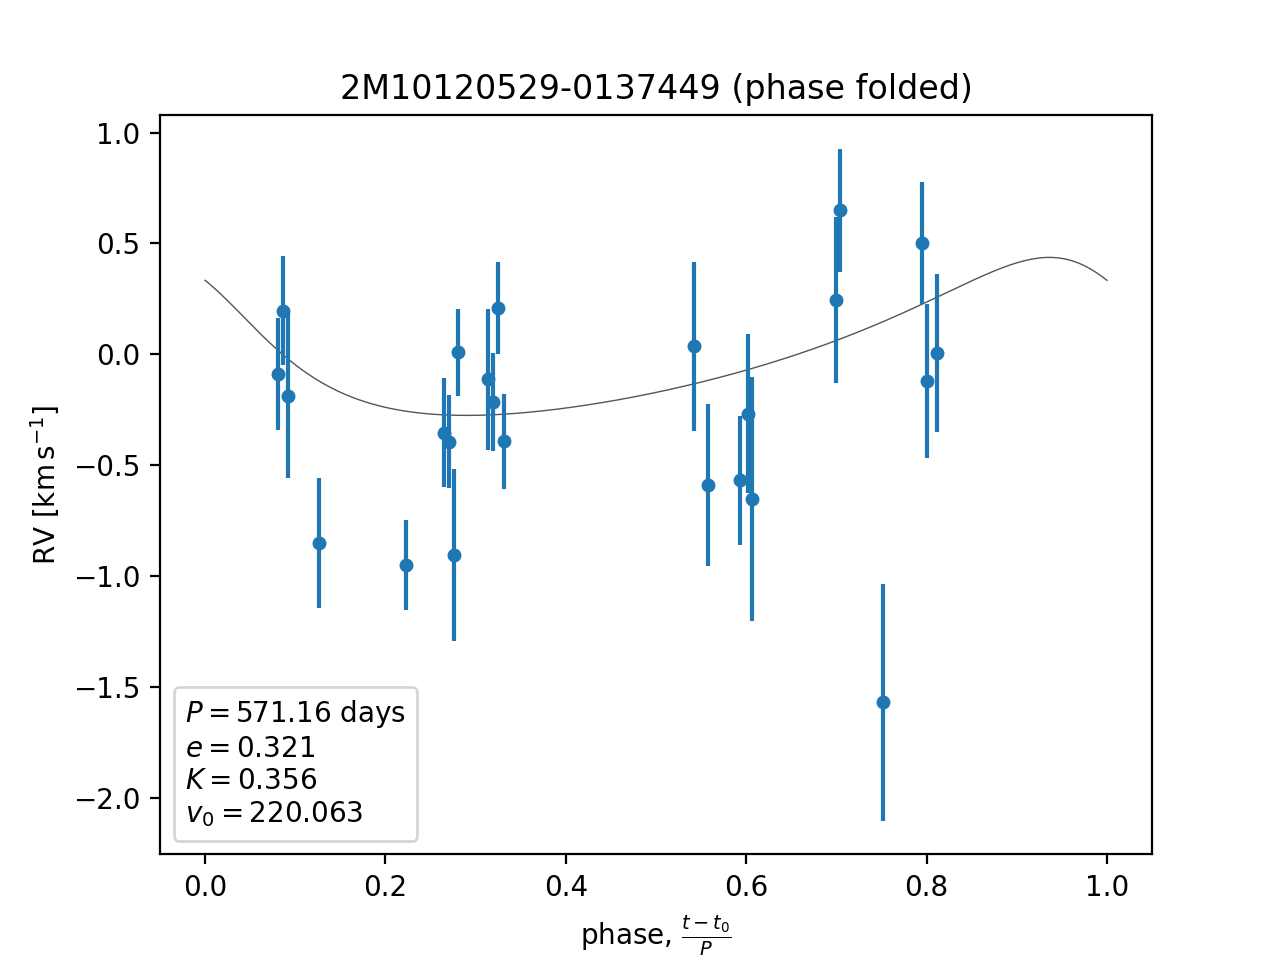 2M10120529-0137449 (phase folded)
1.0
0.5
0.0
−0.5
−1.0
−1.5
−2.0
RV [km s⁻¹]
P = 571.16 days
e = 0.321
K = 0.356
v₀ = 220.063
0.0 0.2 0.4 0.6 0.8 1.0
phase, (t − t₀)/P